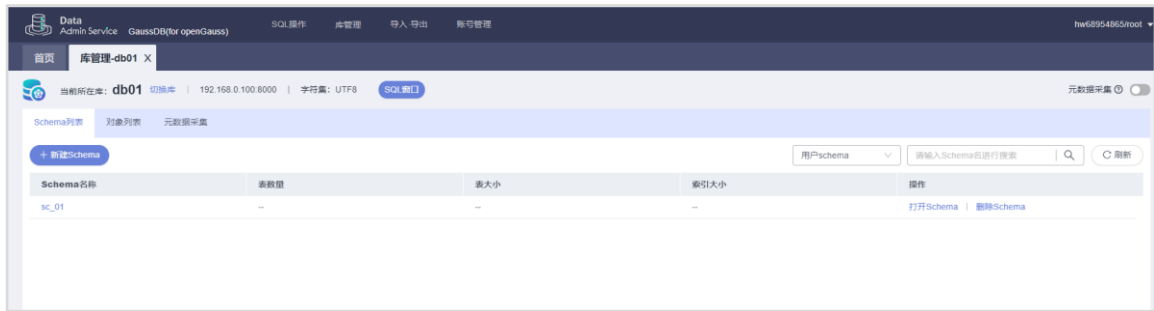 Data
Admin Service GaussDB(for openGauss) SQL操作 库管理 导入·导出 账号管理 hw68954865/root
首页 库管理-db01 X
当前所在库: db01 切换库 | 192.168.0.100:8000 | 字符集: UTF8 SQL窗口 元数据采集
Schema列表 对象列表 元数据采集
+ 新建Schema 用户schema 请输入Schema名进行搜索 刷新
Schema名称 表数量 表大小 索引大小 操作
sc_01 -- -- -- 打开Schema | 删除Schema